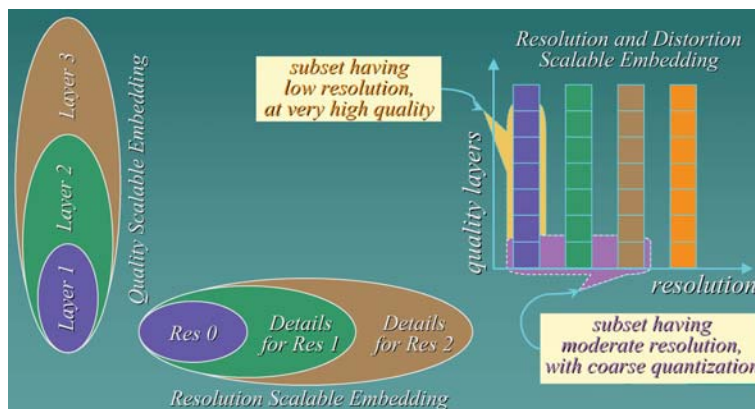 Layer 3
Layer 2
Layer 1
Quality Scalable Embedding
Res 0
Details
for Res 1
Details
for Res 2
Resolution Scalable Embedding
Resolution and Distortion
Scalable Embedding
subset having
low resolution,
at very high quality
quality layers
resolution
subset having
moderate resolution,
with coarse quantization